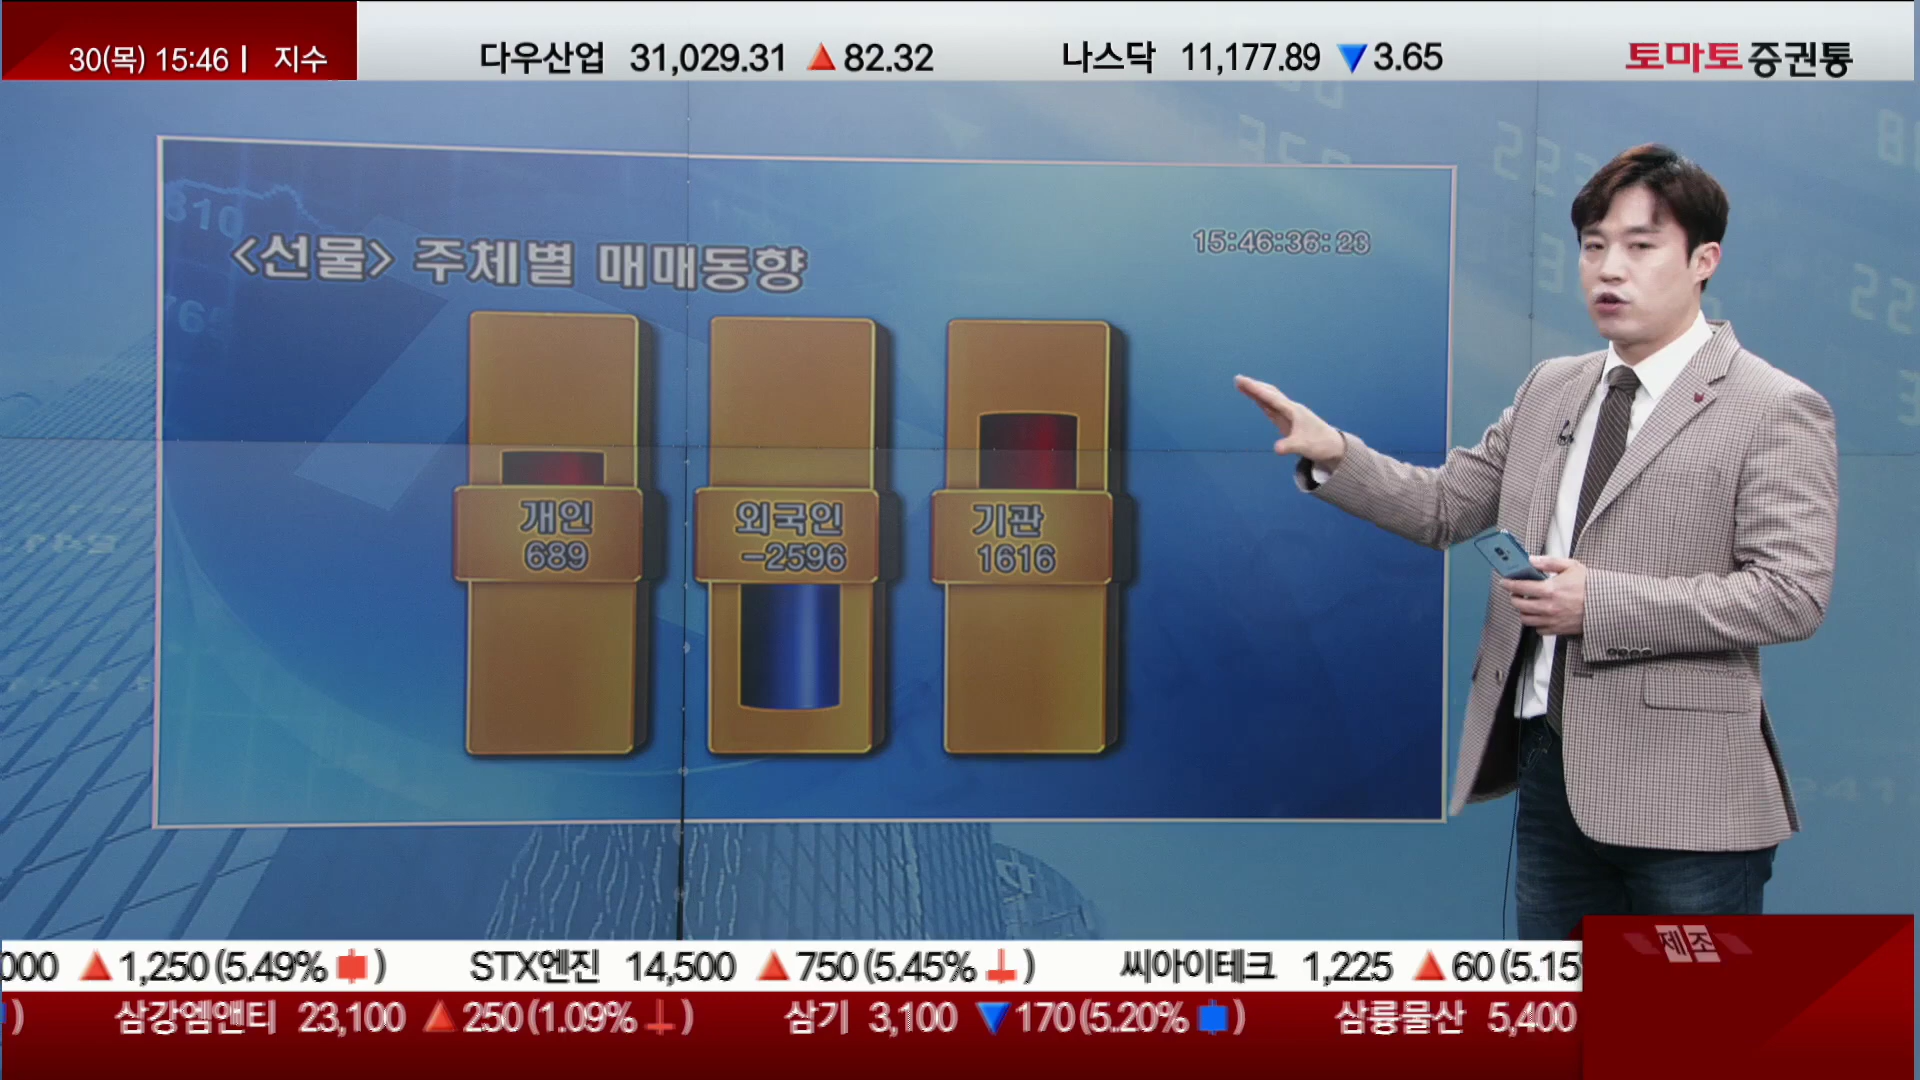 30(목) 15:46 지수
다우산업 31,029.31 ▲ 82.32
나스닥 11,177.89 ▼ 3.65
토마토증권통
<선물> 주체별 매매동향
15:46:36:23
개인
689
외국인
-2596
기관
1616
000 ▲ 1,250 (5.49% ) STX엔진 14,500 ▲ 750 (5.45% ) 씨아이테크 1,225 ▲ 60 (5.15
제조
) 삼강엠앤티 23,100 ▲ 250 (1.09% ) 삼기 3,100 ▼ 170 (5.20% ) 삼륭물산 5,400